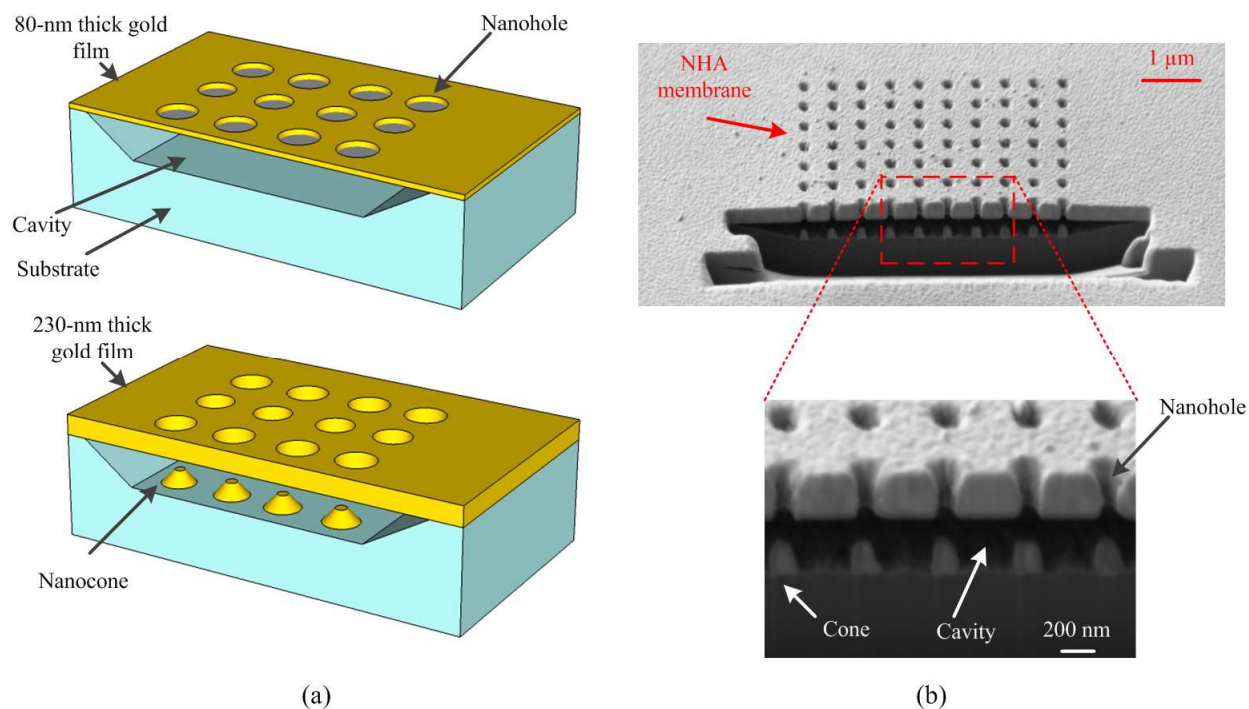 80-nm thick gold
film
Nanohole
Cavity
Substrate
230-nm thick
gold film
Nanocone
(a)
NHA
membrane
1 µm
Nanohole
Cone
Cavity
200 nm
(b)